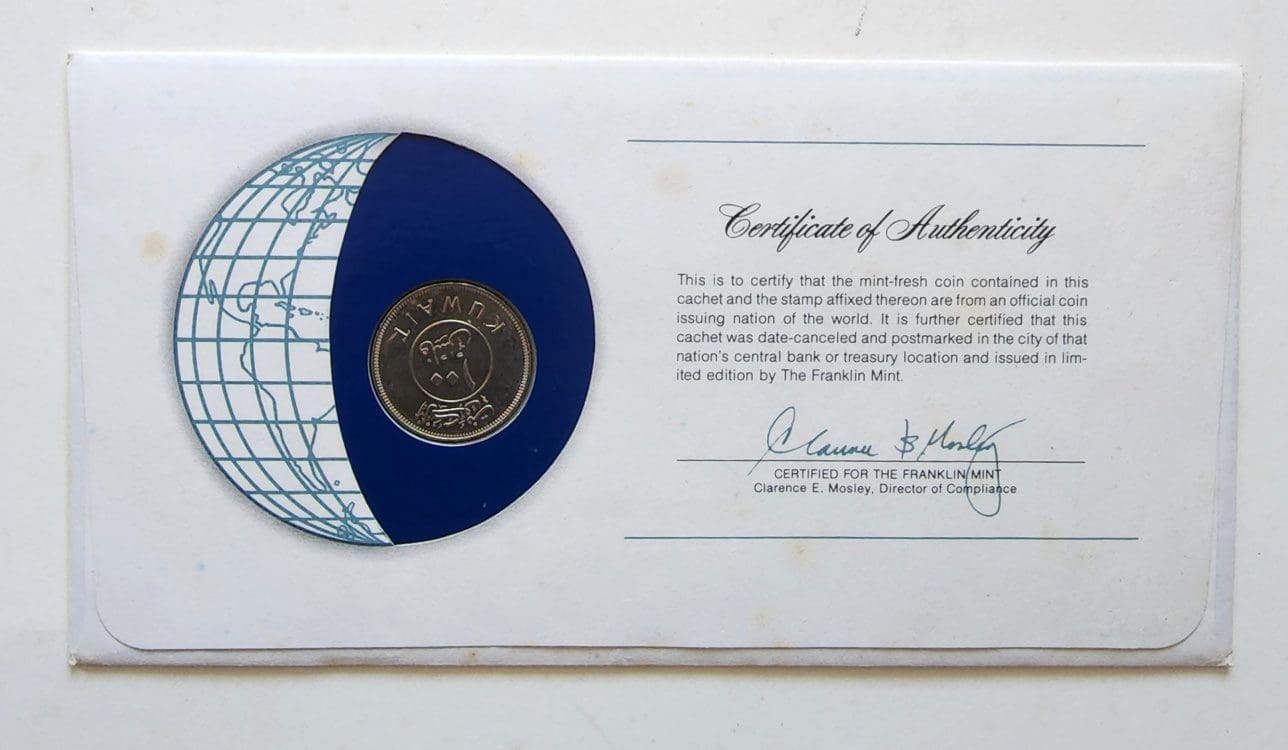 Certificate of Authenticity
This is to certify that the mint-fresh coin contained in this
cachet and the stamp affixed thereon are from an official coin
issuing nation of the world. It is further certified that this
cachet was date-canceled and postmarked in the city of that
nation's central bank or treasury location and issued in lim-
ited edition by The Franklin Mint.
Clarence E Mosley
CERTIFIED FOR THE FRANKLIN MINT
Clarence E. Mosley, Director of Compliance
١٠٠
KUWAIT